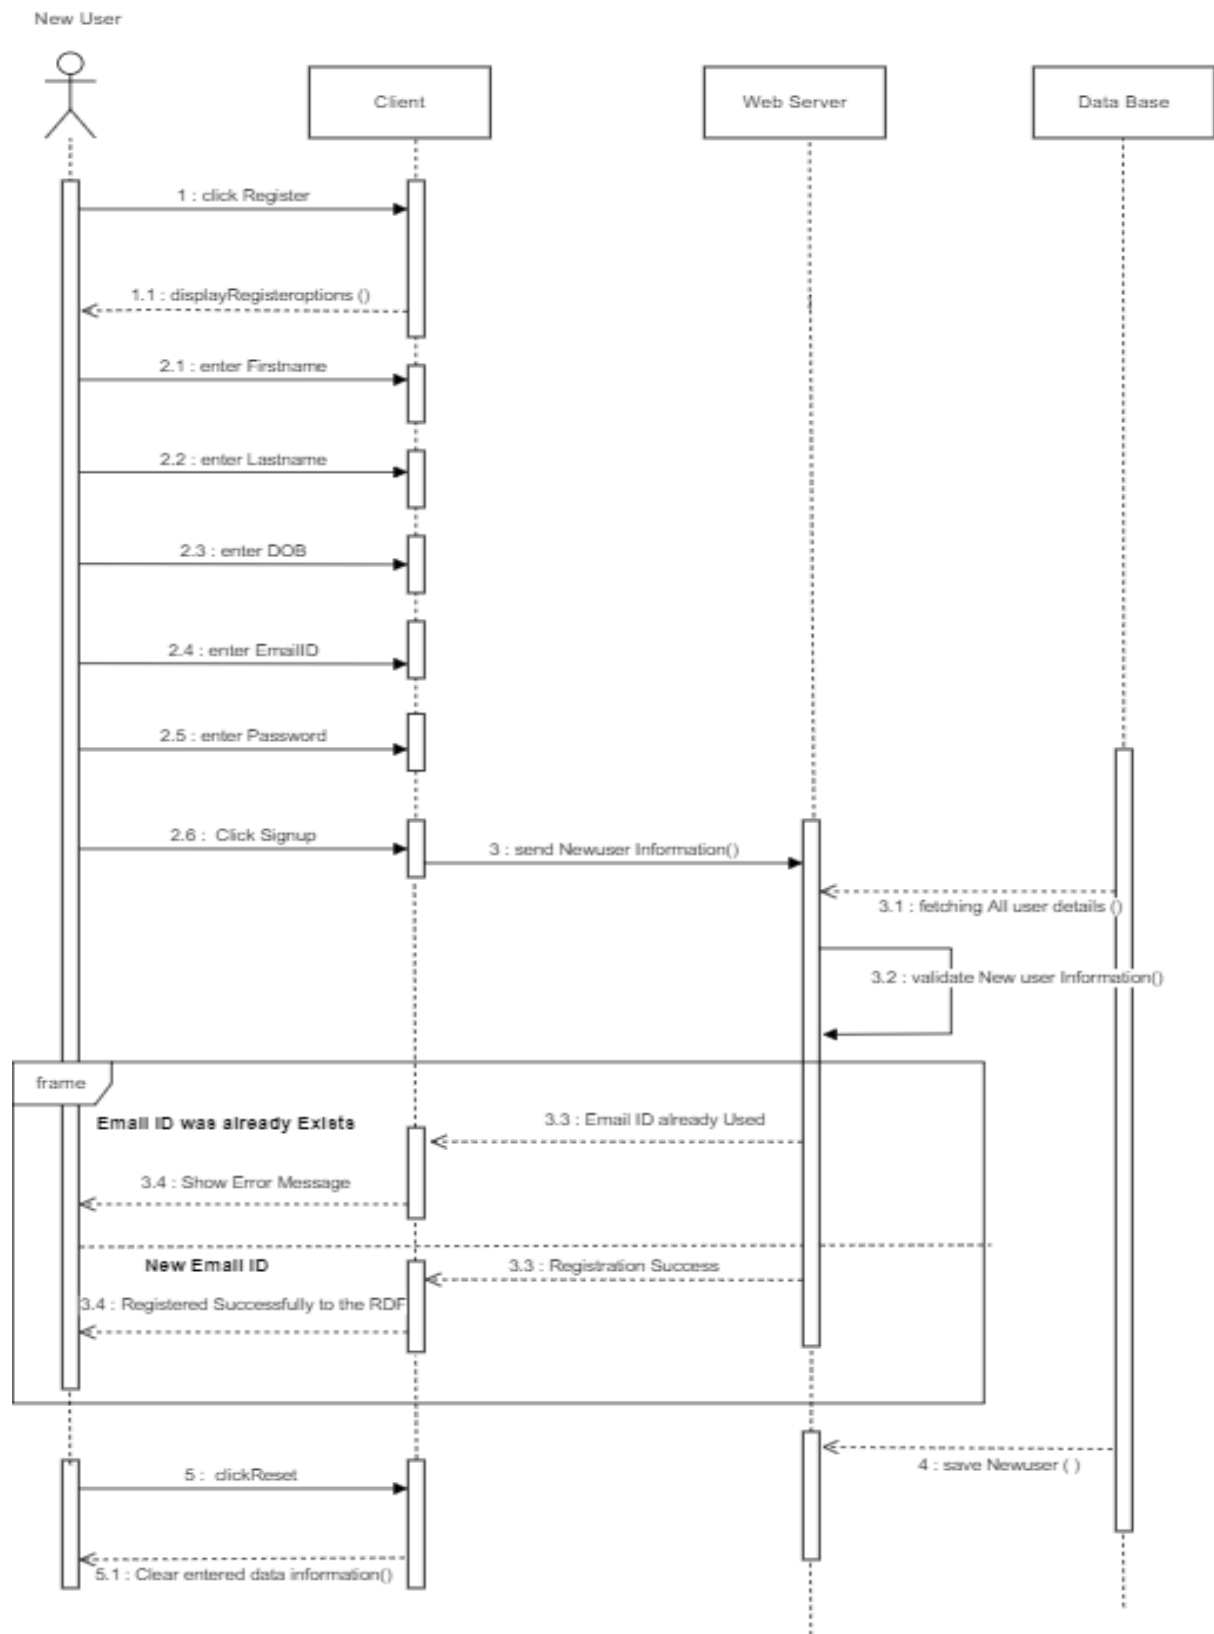 New User
Client
Web Server
Data Base
1 : click Register
1.1 : displayRegisteroptions ()
2.1 : enter Firstname
2.2 : enter Lastname
2.3 : enter DOB
2.4 : enter EmailID
2.5 : enter Password
2.6 : Click Signup
3 : send Newuser Information()
3.1 : fetching All user details ()
3.2 : validate New user Information()
frame
Email ID was already Exists
3.3 : Email ID already Used
3.4 : Show Error Message
New Email ID
3.3 : Registration Success
3.4 : Registered Successfully to the RDF
4 : save Newuser ( )
5 : clickReset
5.1 : Clear entered data information()